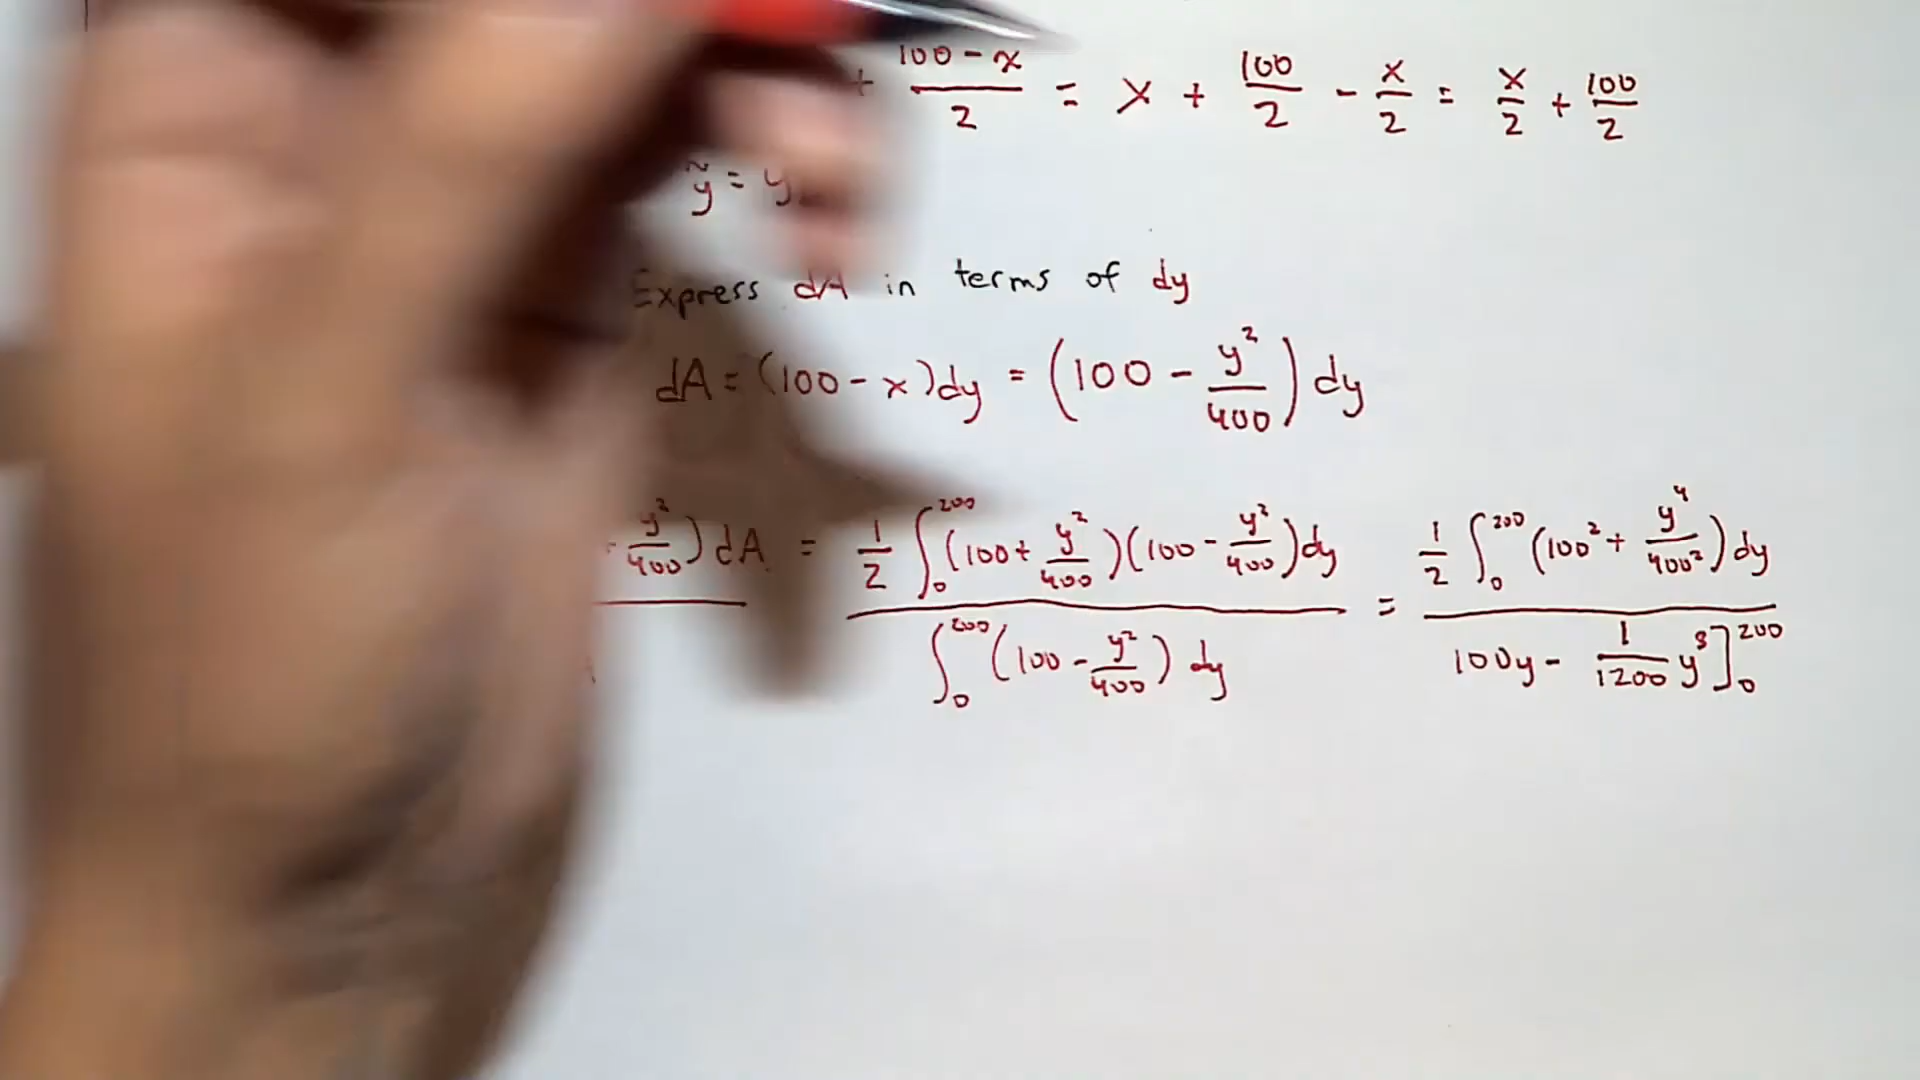 + (100 - x)/2 = x + 100/2 - x/2 = x/2 + 100/2
ỹ = y
Express dA in terms of dy
dA = (100 - x)dy = (100 - y²/400) dy
y²/400) dA = 1/2 ∫₀²⁰⁰ (100 + y²/400)(100 - y²/400)dy / ∫₀²⁰⁰ (100 - y²/400) dy = 1/2 ∫₀²⁰⁰ (100² + y⁴/400²) dy / 100y - 1/1200 y³]₀²⁰⁰